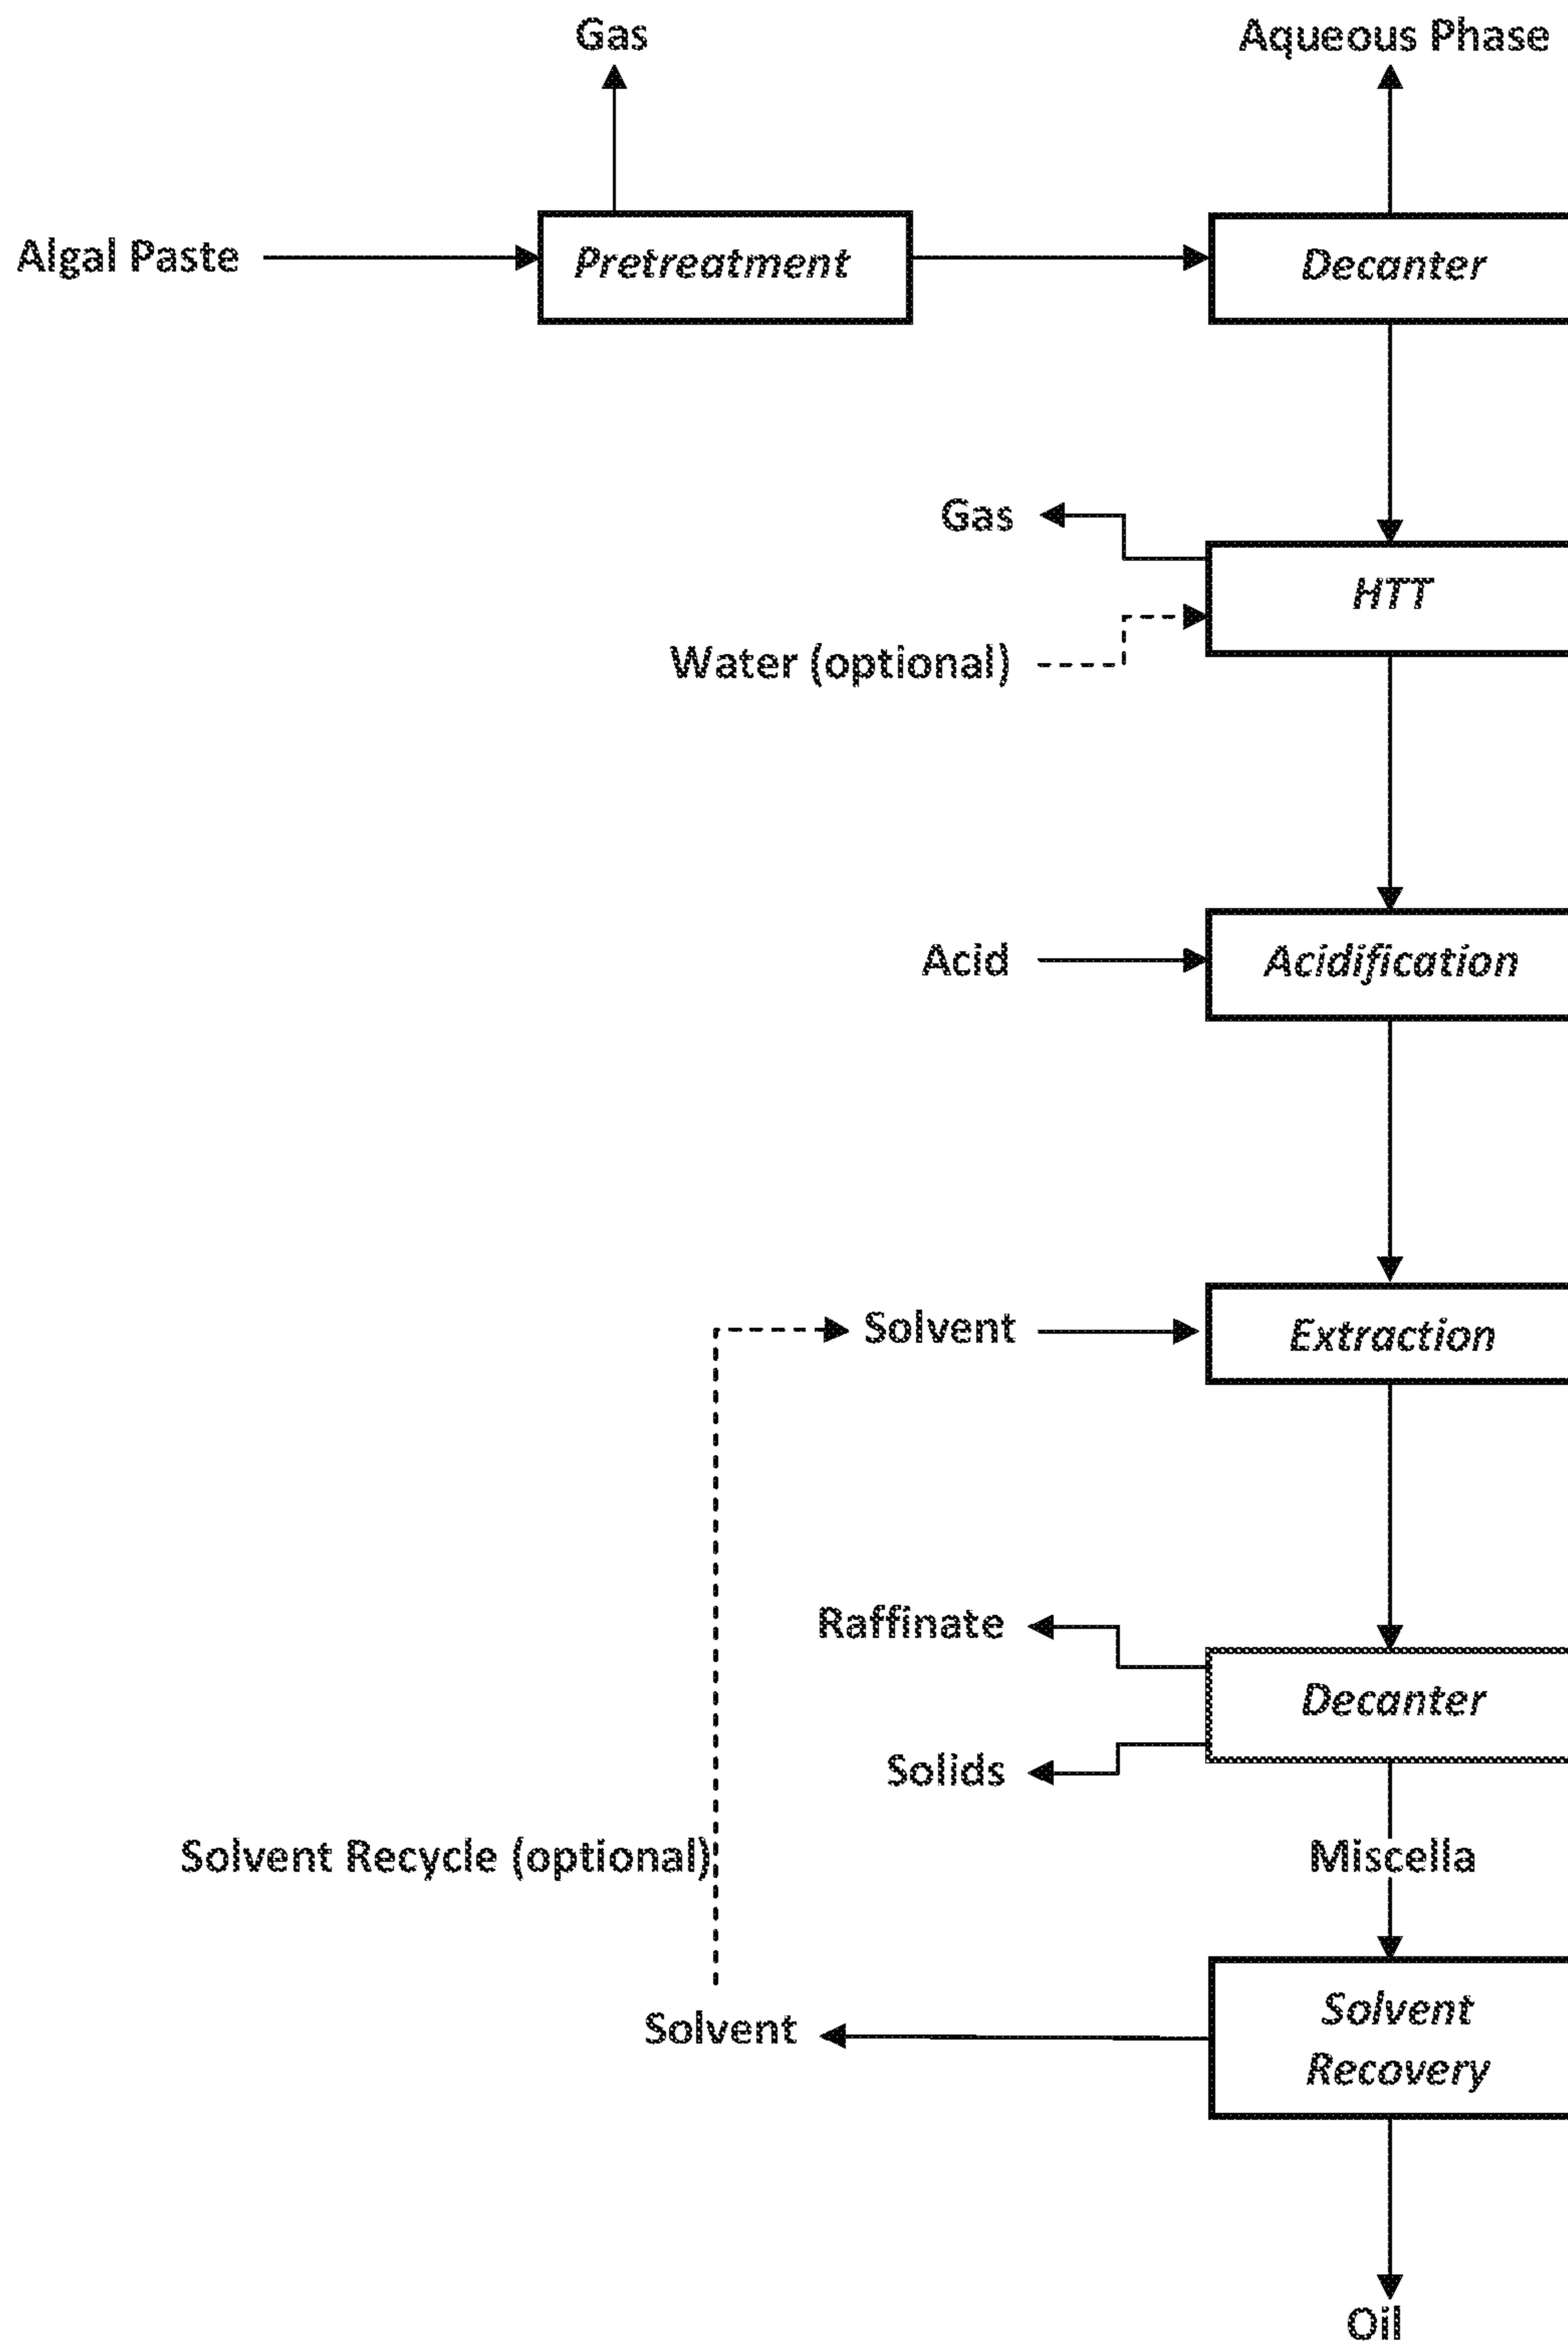 Gas
Aqueous Phase
Algal Paste
Pretreatment
Decanter
Gas
HTT
Water (optional)
Acid
Acidification
Solvent
Extraction
Raffinate
Decanter
Solids
Solvent Recycle (optional)
Miscella
Solvent
Solvent
Recovery
Oil